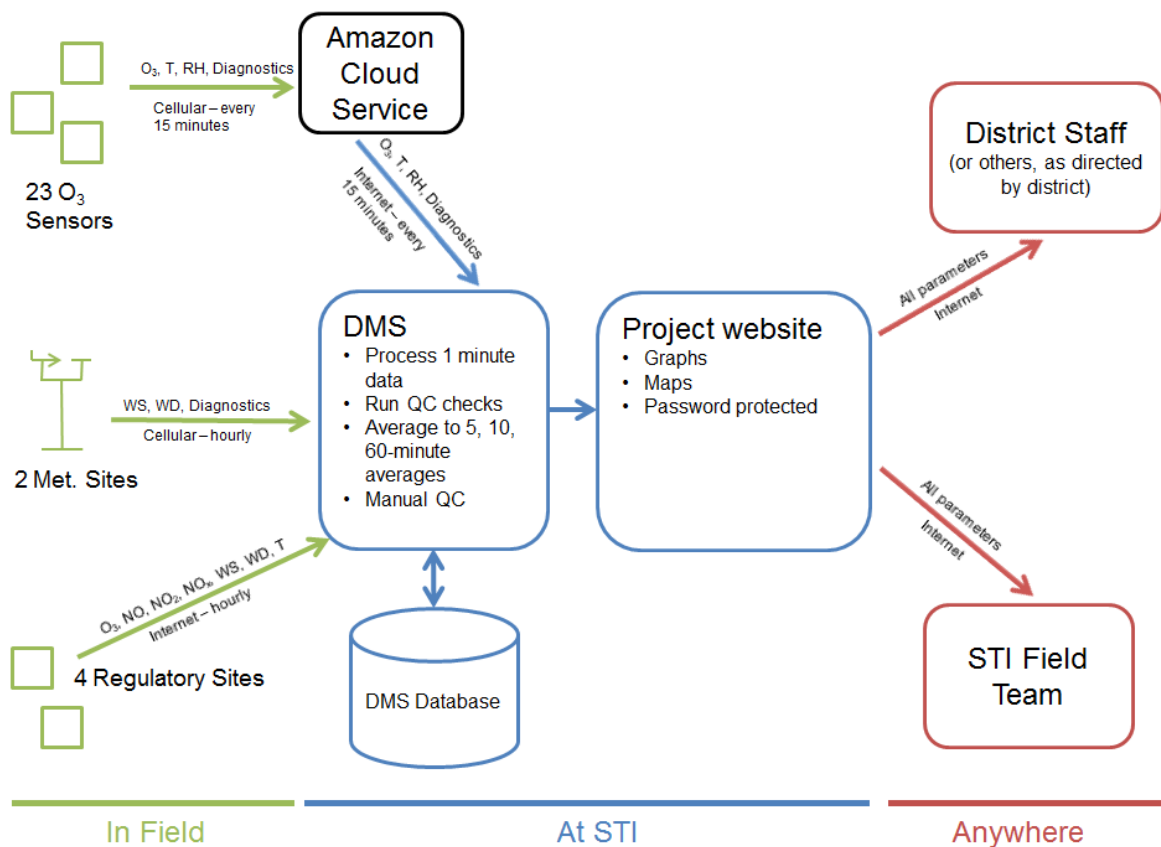 O₃, T, RH, Diagnostics
Cellular – every
15 minutes
23 O₃
Sensors
Amazon
Cloud
Service
O₃, T, RH, Diagnostics
Internet – every
15 minutes
District Staff
(or others, as directed
by district)
WS, WD, Diagnostics
Cellular – hourly
2 Met. Sites
DMS
• Process 1 minute
data
• Run QC checks
• Average to 5, 10,
60-minute
averages
• Manual QC
Project website
• Graphs
• Maps
• Password protected
All parameters
Internet
All parameters
Internet
O₃, NO, NO₂, NOₓ, WS, WD, T
Internet – hourly
4 Regulatory Sites
DMS Database
STI Field
Team
In Field
At STI
Anywhere